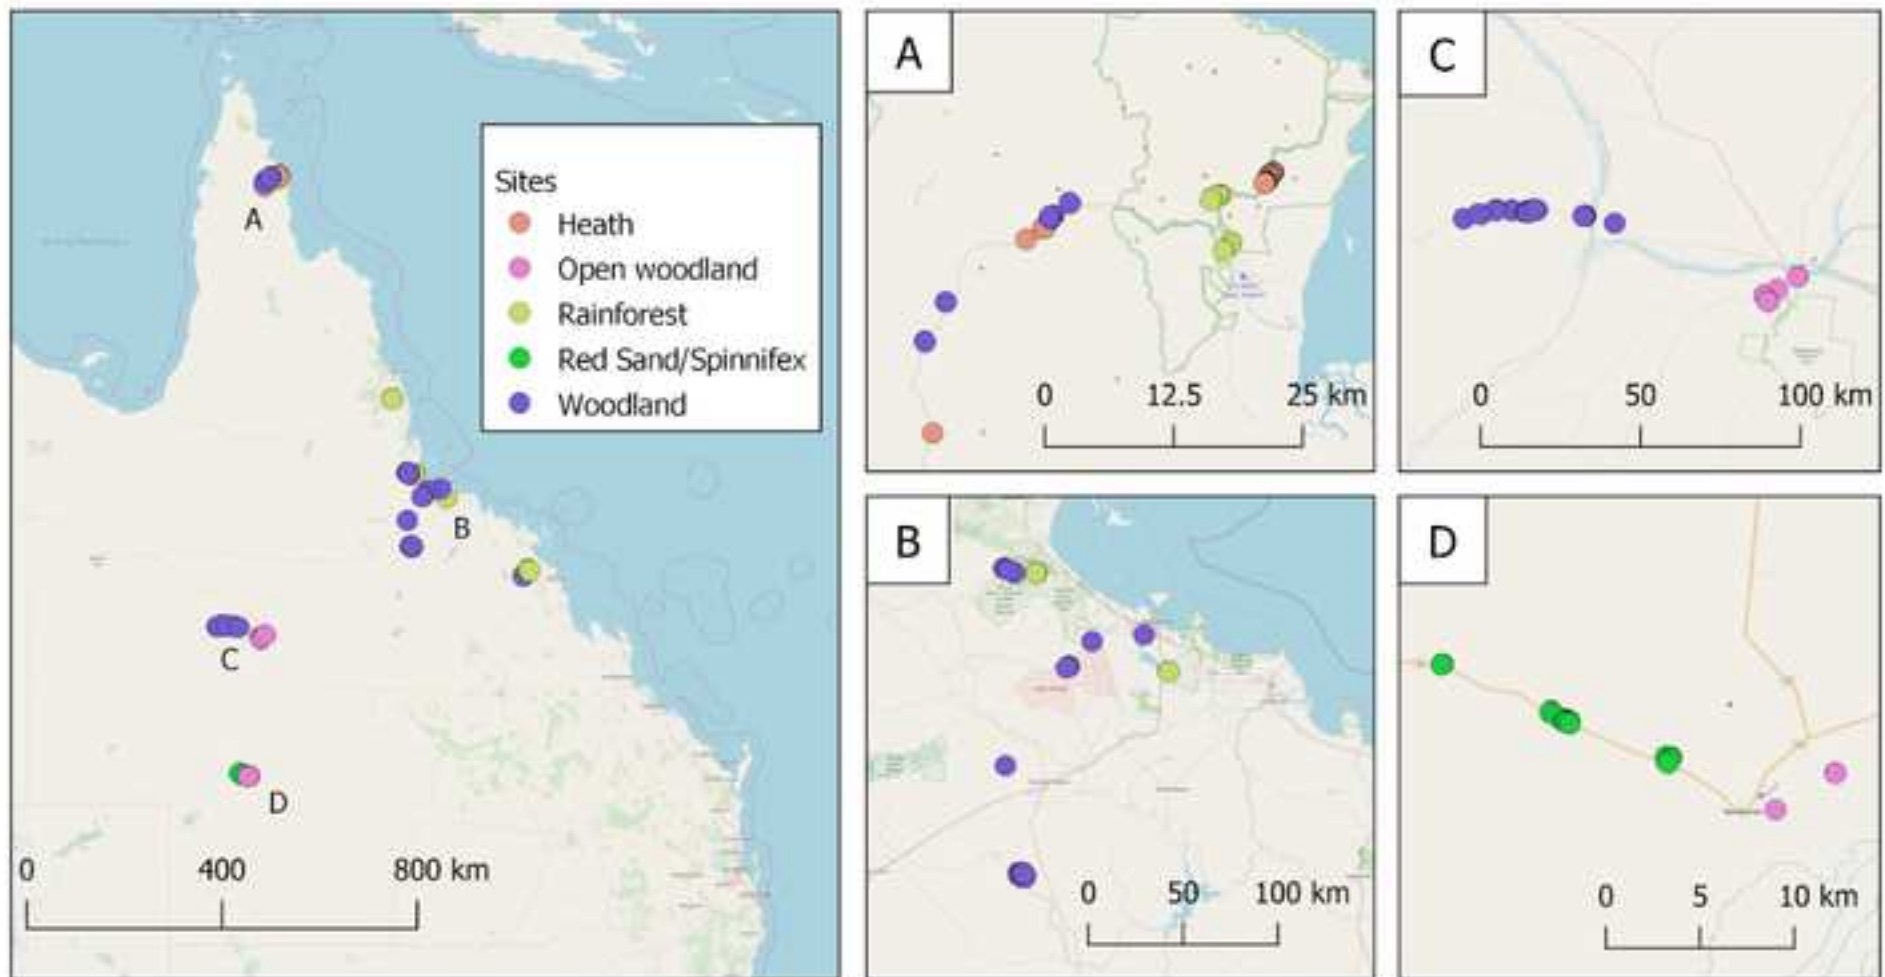 Sites
Heath
Open woodland
Rainforest
Red Sand/Spinnifex
Woodland
A
B
C
D
0 400 800 km
A
0 12.5 25 km
C
0 50 100 km
B
0 50 100 km
D
0 5 10 km